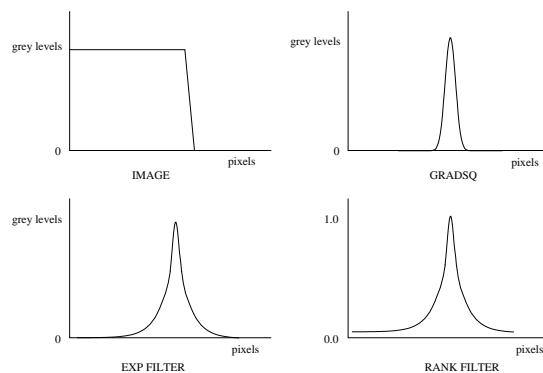 grey levels
0
pixels
IMAGE
grey levels
0
pixels
GRADSQ
grey levels
0
pixels
EXP FILTER
1.0
0.0
pixels
RANK FILTER